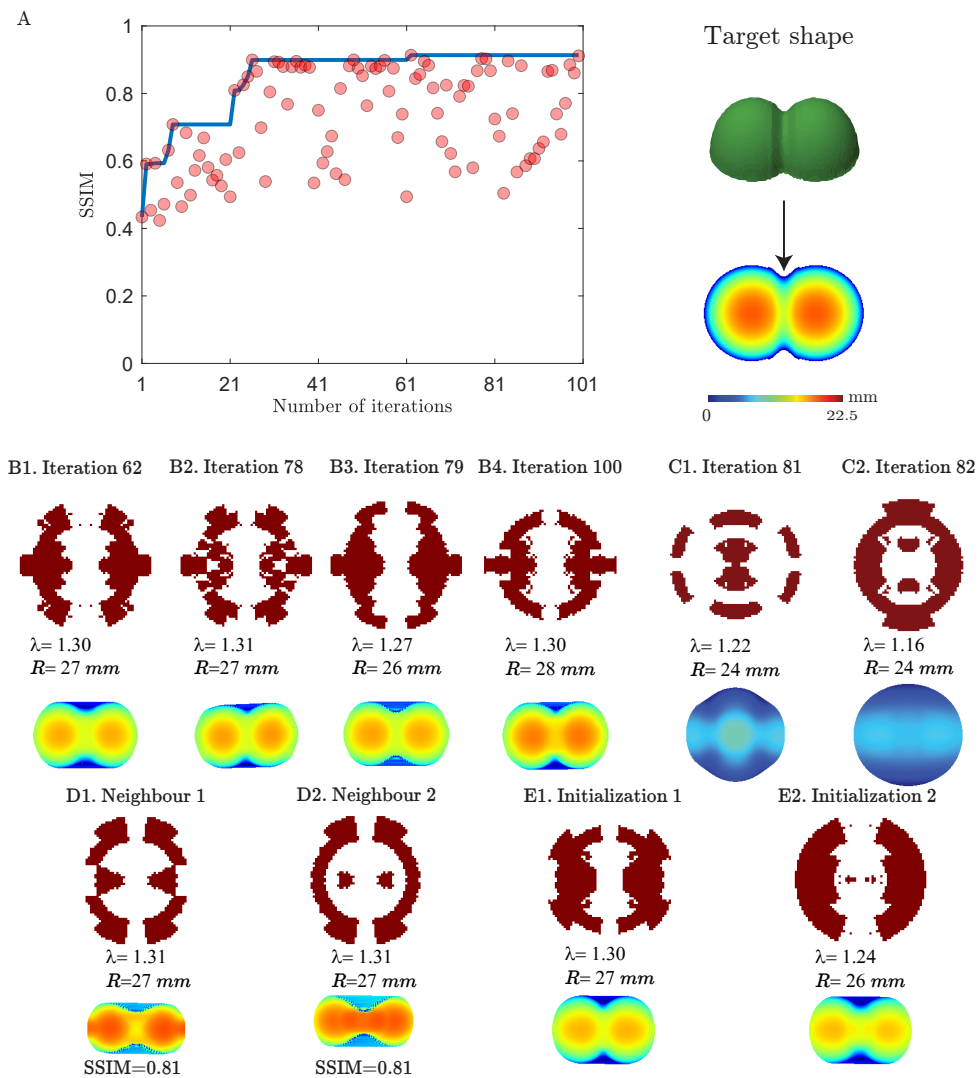 A
Target shape
1
0.8
0.6
0.4
0.2
0
SSIM
1
21
41
61
81
101
Number of iterations
mm
0
22.5
B1. Iteration 62
B2. Iteration 78
B3. Iteration 79
B4. Iteration 100
C1. Iteration 81
C2. Iteration 82
λ= 1.30
R= 27 mm
λ= 1.31
R=27 mm
λ= 1.27
R= 26 mm
λ= 1.30
R= 28 mm
λ= 1.22
R= 24 mm
λ= 1.16
R= 24 mm
D1. Neighbour 1
D2. Neighbour 2
E1. Initialization 1
E2. Initialization 2
λ= 1.31
R=27 mm
λ= 1.31
R=27 mm
λ= 1.30
R= 27 mm
λ= 1.24
R= 26 mm
SSIM=0.81
SSIM=0.81